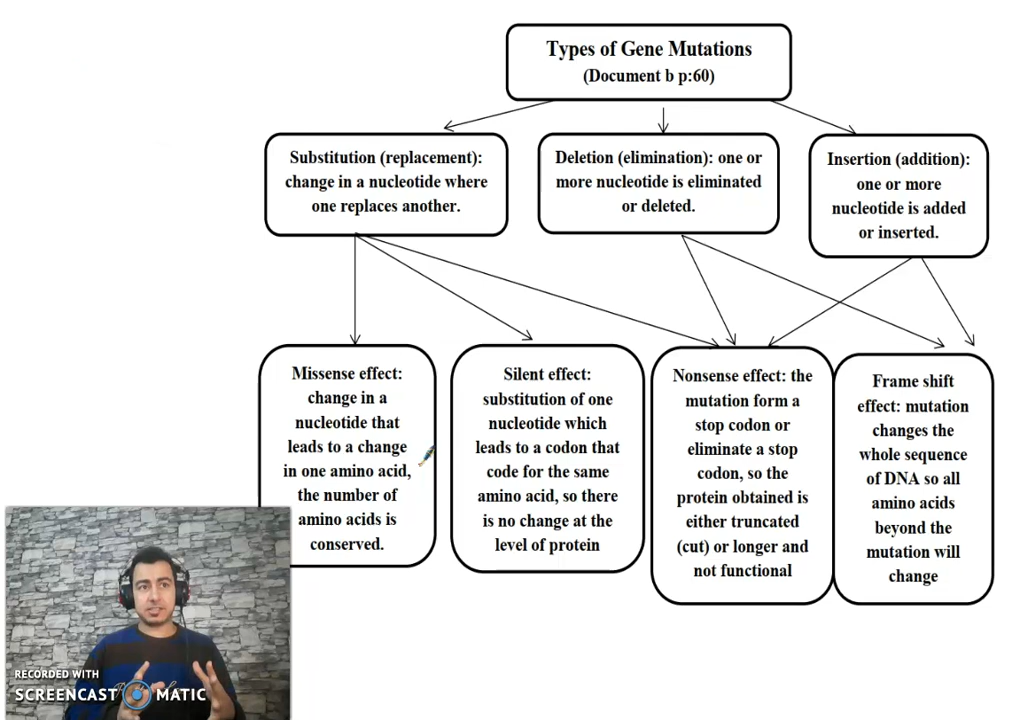 Types of Gene Mutations
(Document b p:60)
Substitution (replacement):
change in a nucleotide where
one replaces another.
Deletion (elimination): one or
more nucleotide is eliminated
or deleted.
Insertion (addition):
one or more
nucleotide is added
or inserted.
Missense effect:
change in a
nucleotide that
leads to a change
in one amino acid,
the number of
amino acids is
conserved.
Silent effect:
substitution of one
nucleotide which
leads to a codon that
code for the same
amino acid, so there
is no change at the
level of protein
Nonsense effect: the
mutation form a
stop codon or
eliminate a stop
codon, so the
protein obtained is
either truncated
(cut) or longer and
not functional
Frame shift
effect: mutation
changes the
whole sequence
of DNA so all
amino acids
beyond the
mutation will
change
RECORDED WITH
SCREENCAST MATIC